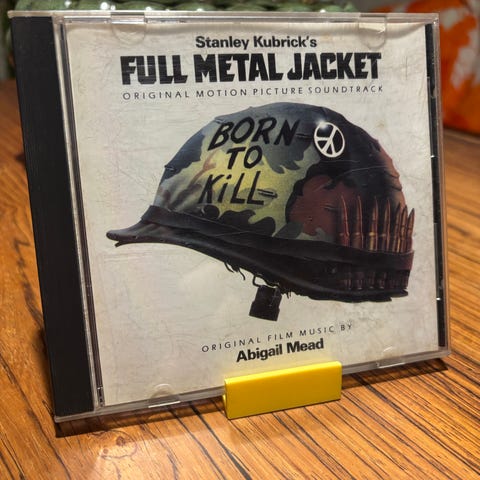 Stanley Kubrick's
FULL METAL JACKET
ORIGINAL MOTION PICTURE SOUNDTRACK
BORN
TO
KiLL
ORIGINAL FILM MUSIC BY
Abigail Mead